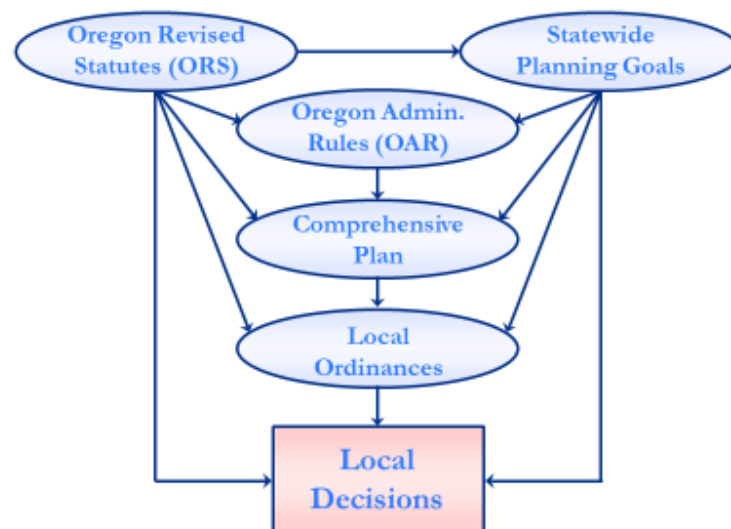 Oregon Revised
Statutes (ORS)
Statewide
Planning Goals
Oregon Admin.
Rules (OAR)
Comprehensive
Plan
Local
Ordinances
Local
Decisions